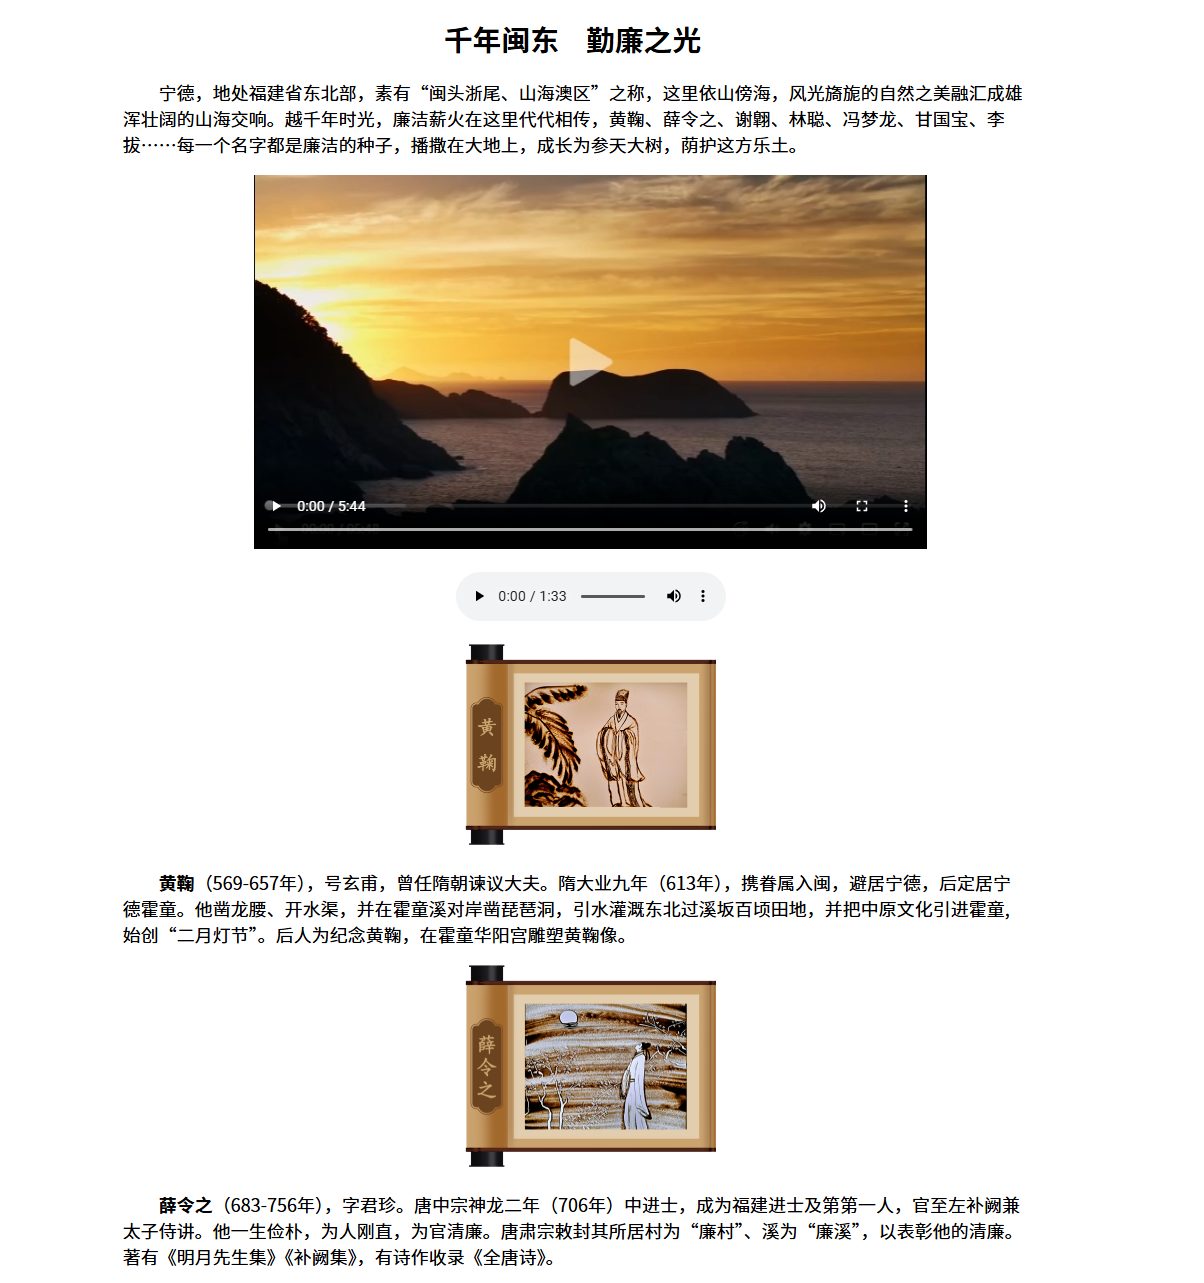 千年闽东　勤廉之光
宁德，地处福建省东北部，素有“闽头浙尾、山海澳区”之称，这里依山傍海，风光旖旎的自然之美融汇成雄
浑壮阔的山海交响。越千年时光，廉洁薪火在这里代代相传，黄鞠、薛令之、谢翱、林聪、冯梦龙、甘国宝、李
拔……每一个名字都是廉洁的种子，播撒在大地上，成长为参天大树，荫护这方乐土。
0:00 / 5:44
0:00 / 1:33
黄鞠
黄鞠（569-657年），号玄甫，曾任隋朝谏议大夫。隋大业九年（613年），携眷属入闽，避居宁德，后定居宁
德霍童。他凿龙腰、开水渠，并在霍童溪对岸凿琵琶洞，引水灌溉东北过溪坂百顷田地，并把中原文化引进霍童，
始创“二月灯节”。后人为纪念黄鞠，在霍童华阳宫雕塑黄鞠像。
薛令之
薛令之（683-756年），字君珍。唐中宗神龙二年（706年）中进士，成为福建进士及第第一人，官至左补阙兼
太子侍讲。他一生俭朴，为人刚直，为官清廉。唐肃宗敕封其所居村为“廉村”、溪为“廉溪”，以表彰他的清廉。
著有《明月先生集》《补阙集》，有诗作收录《全唐诗》。